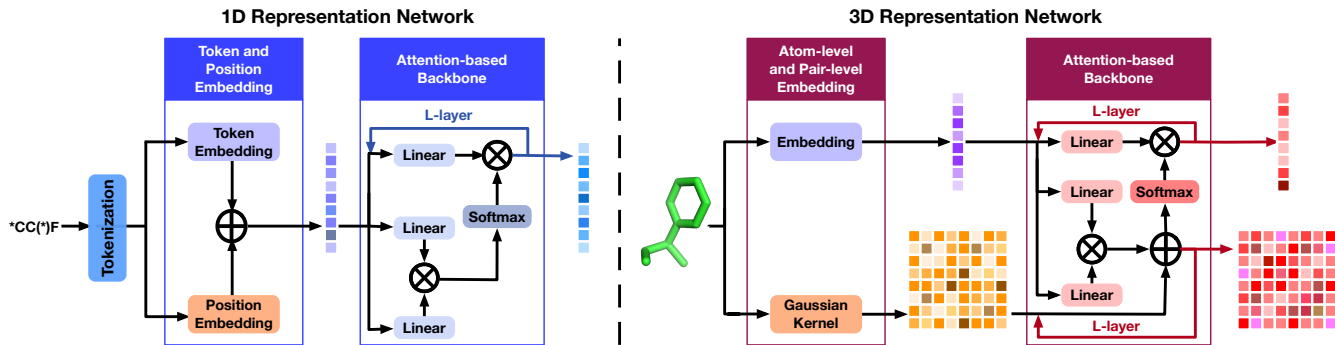 1D Representation Network
Token and
Position
Embedding
Attention-based
Backbone
L-layer
Token
Embedding
Linear
*CC(*)F
Tokenization
Linear
Softmax
Position
Embedding
Linear
3D Representation Network
Atom-level
and Pair-level
Embedding
Attention-based
Backbone
L-layer
Embedding
Linear
Linear
Softmax
Gaussian
Kernel
Linear
L-layer